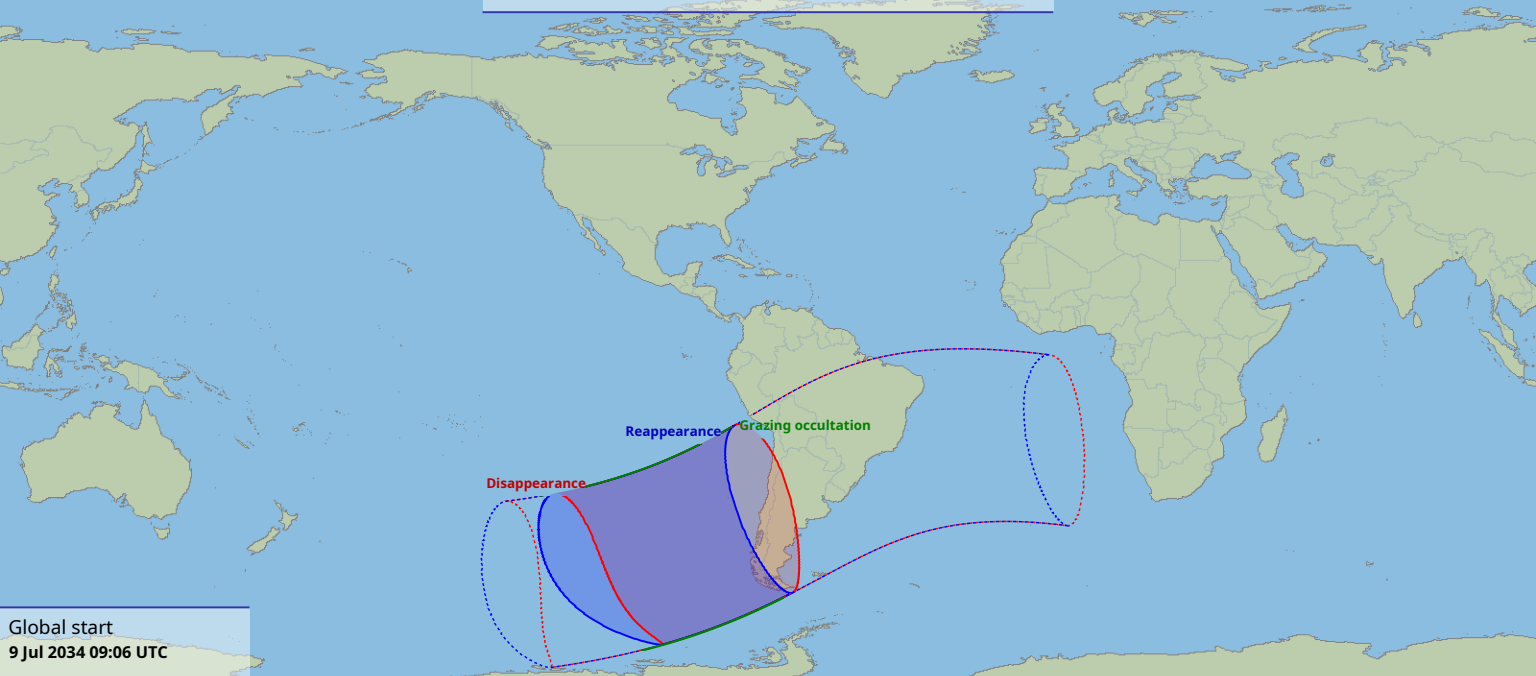 Grazing occultation
Reappearance
Disappearance
Global start
9 Jul 2034 09:06 UTC